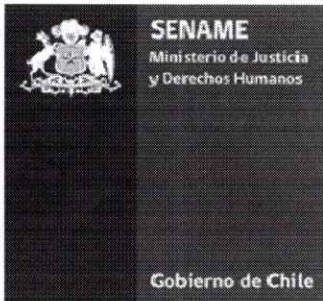 SENAME
Ministerio de Justicia
y Derechos Humanos
Gobierno de Chile